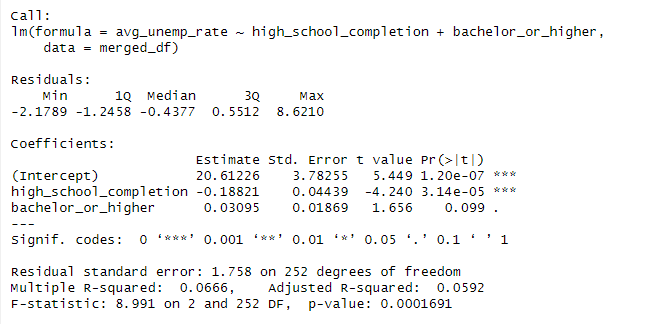 Call:
lm(formula = avg_unemp_rate ~ high_school_completion + bachelor_or_higher,
    data = merged_df)
Residuals:
    Min      1Q  Median      3Q     Max
-2.1789 -1.2458 -0.4377  0.5512  8.6210
Coefficients:
                       Estimate Std. Error t value Pr(>|t|)
(Intercept)            20.61226    3.78255   5.449 1.20e-07 ***
high_school_completion -0.18821    0.04439  -4.240 3.14e-05 ***
bachelor_or_higher      0.03095    0.01869   1.656    0.099 .
---
Signif. codes:  0 ‘***’ 0.001 ‘**’ 0.01 ‘*’ 0.05 ‘.’ 0.1 ‘ ’ 1
Residual standard error: 1.758 on 252 degrees of freedom
Multiple R-squared:  0.0666,    Adjusted R-squared:  0.0592
F-statistic: 8.991 on 2 and 252 DF,  p-value: 0.0001691